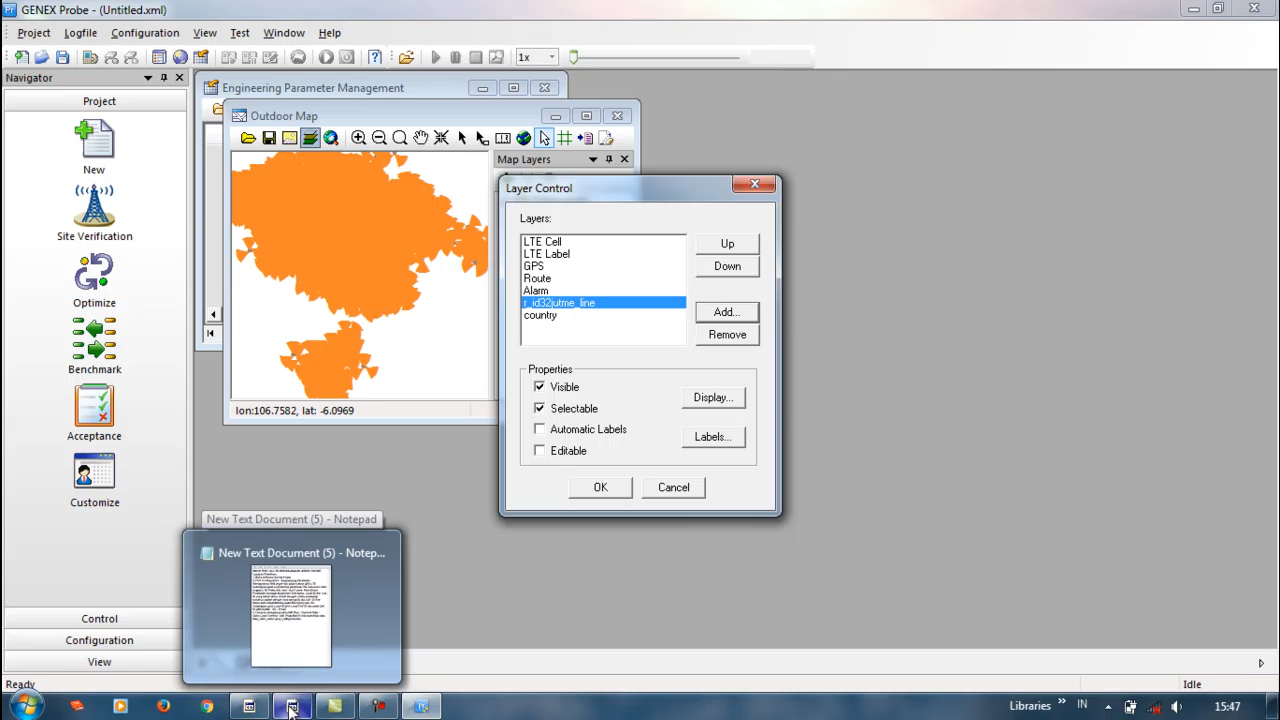 GENEX Probe - (Untitled.xml)
Project Logfile Configuration View Test Window Help
1x
Navigator
Project
New
Site Verification
Optimize
Benchmark
Acceptance
Customize
Control
Configuration
View
Engineering Parameter Management
Outdoor Map
Map Layers
lon:106.7582, lat: -6.0969
Layer Control
Layers:
LTE Cell
LTE Label
GPS
Route
Alarm
r_id32jutme_line
country
Up
Down
Add...
Remove
Properties
Visible
Selectable
Automatic Labels
Editable
Display...
Labels...
OK
Cancel
New Text Document (5) - Notepad
New Text Document (5) - Notep...
Ready
Idle
Libraries
IN
15:47